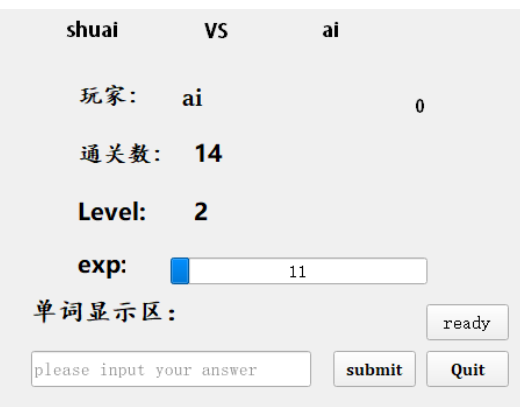 shuai VS ai
玩家: ai
0
通关数: 14
Level: 2
exp: 11
单词显示区:
ready
please input your answer submit Quit